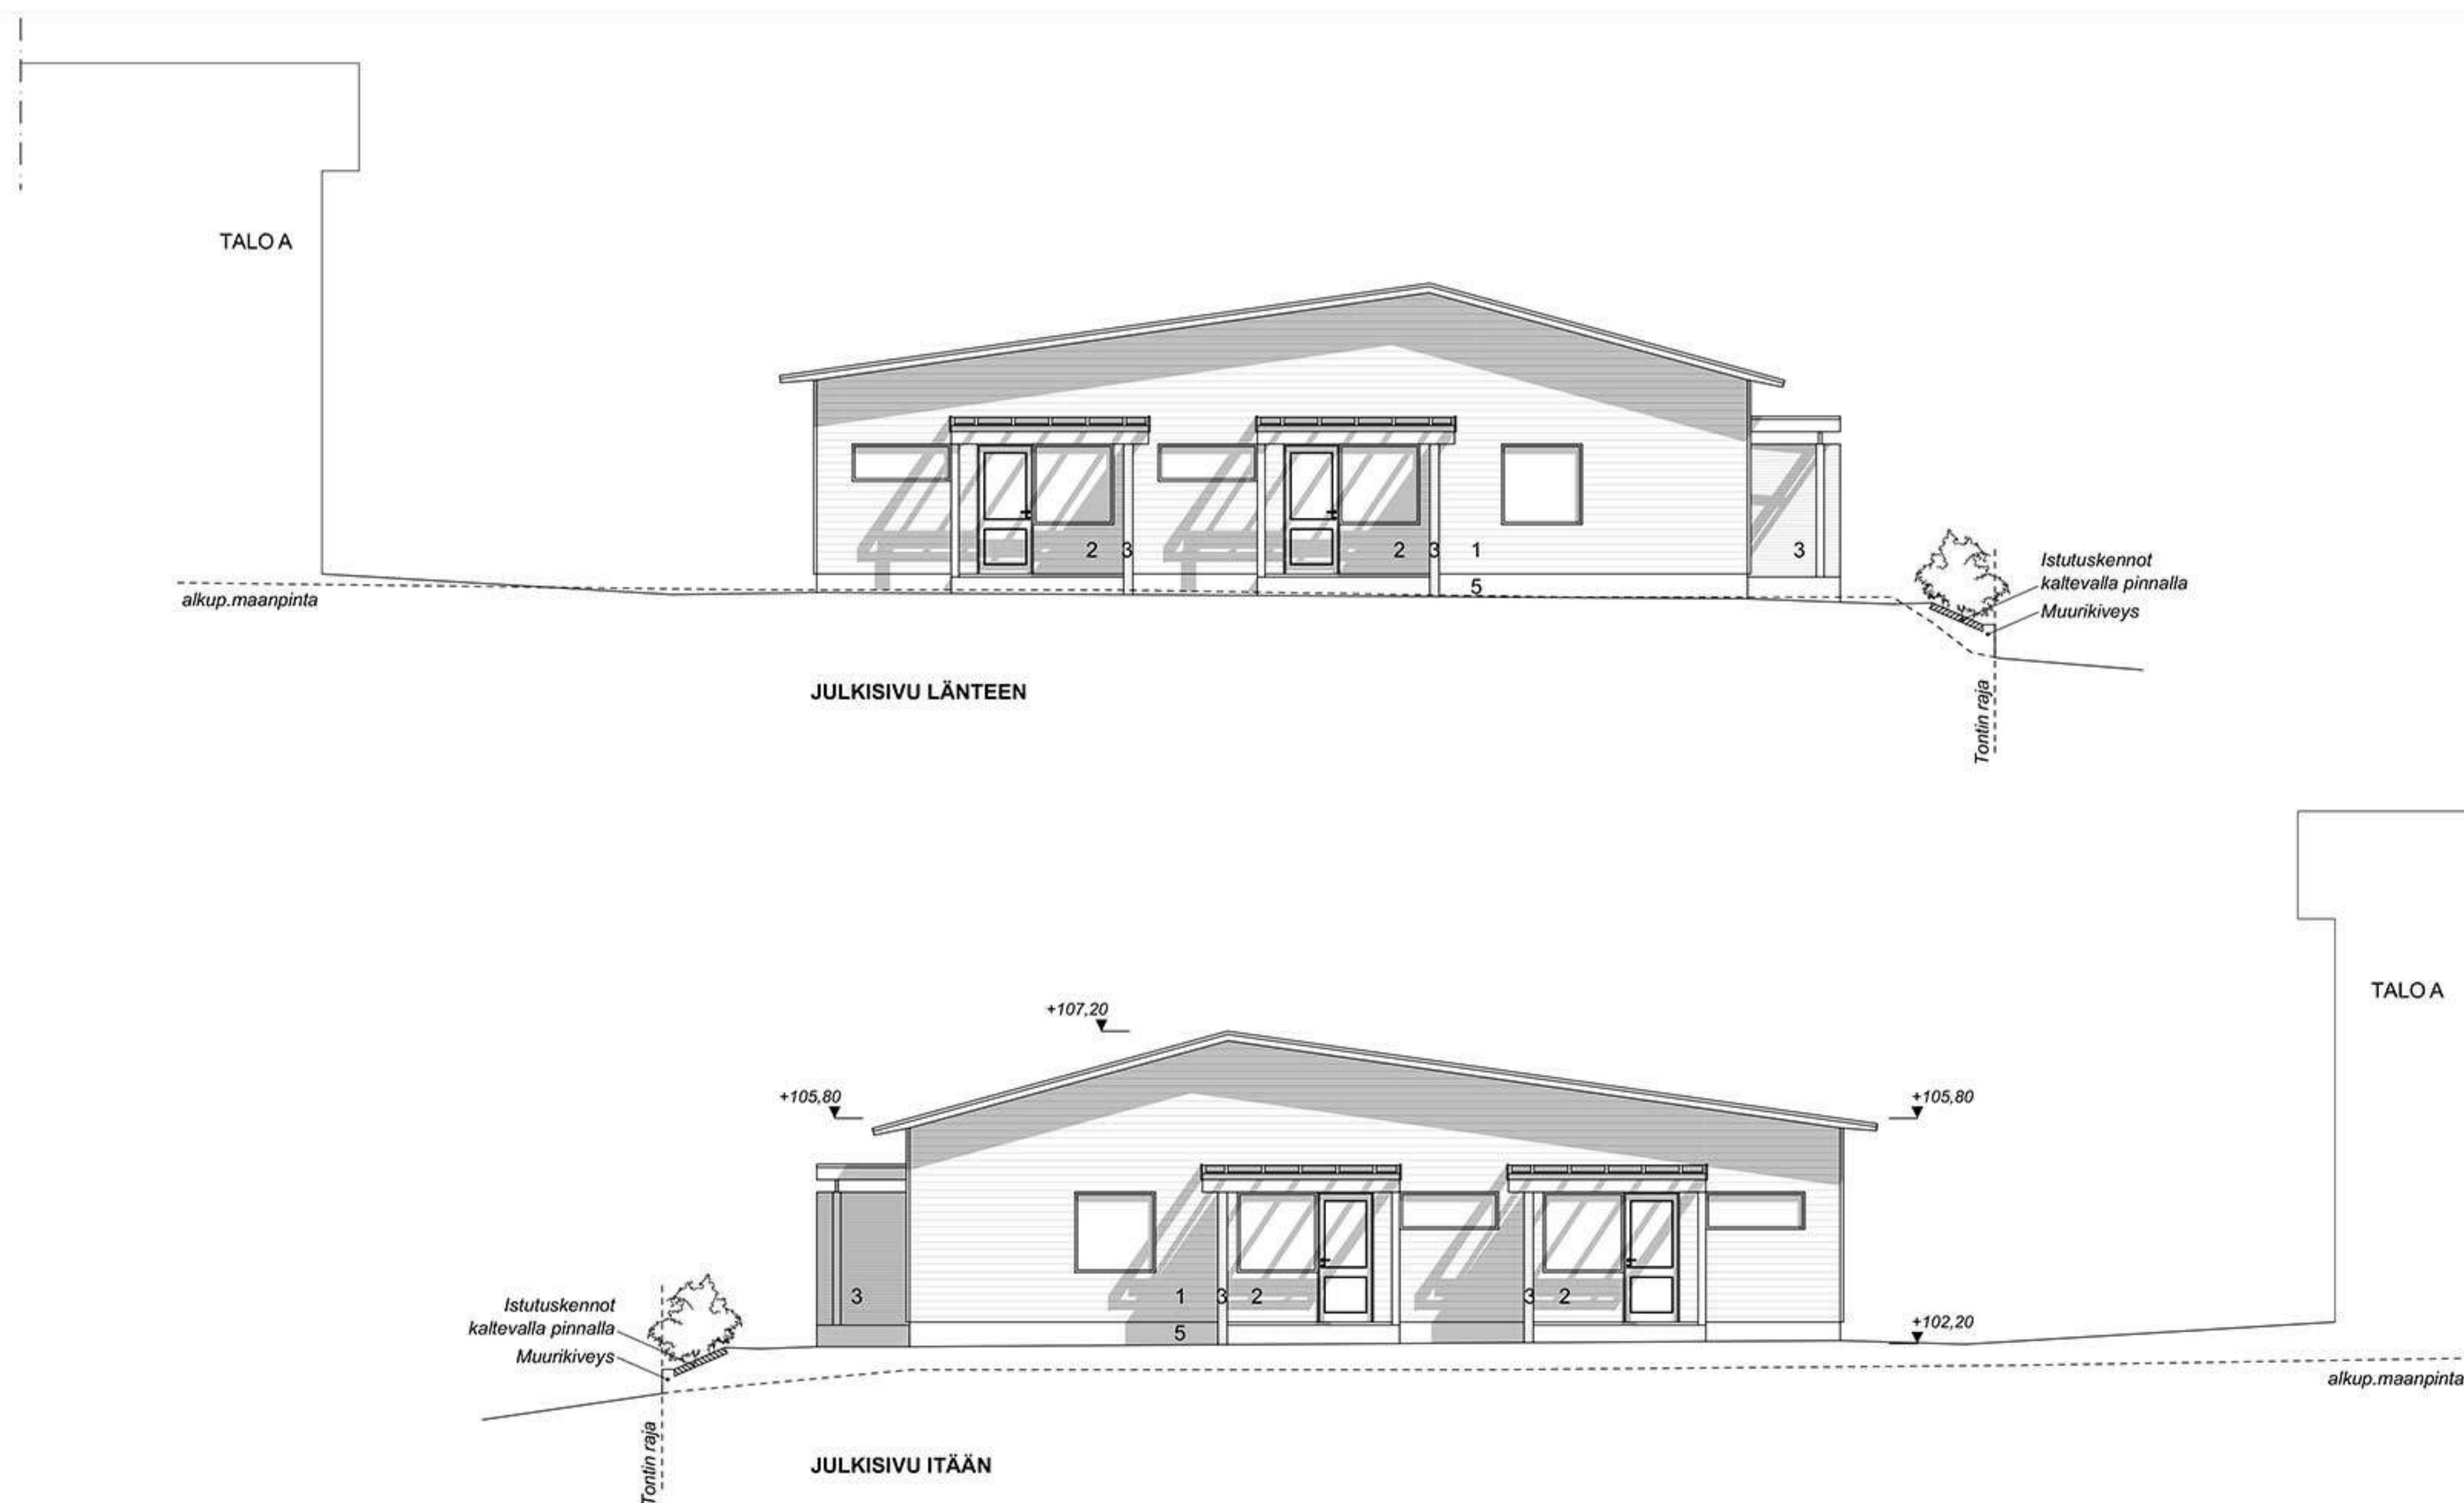 TALO A
2
3
2
3
1
3
5
alkup.maanpinta
Istutuskennot
kaltevalla pinnalla
Muurikiveys
Tontin raja
JULKISIVU LÄNTEEN
TALO A
+107,20
+105,80
+105,80
3
1
3
2
3
2
5
+102,20
Istutuskennot
kaltevalla pinnalla
Muurikiveys
Tontin raja
alkup.maanpinta
JULKISIVU ITÄÄN